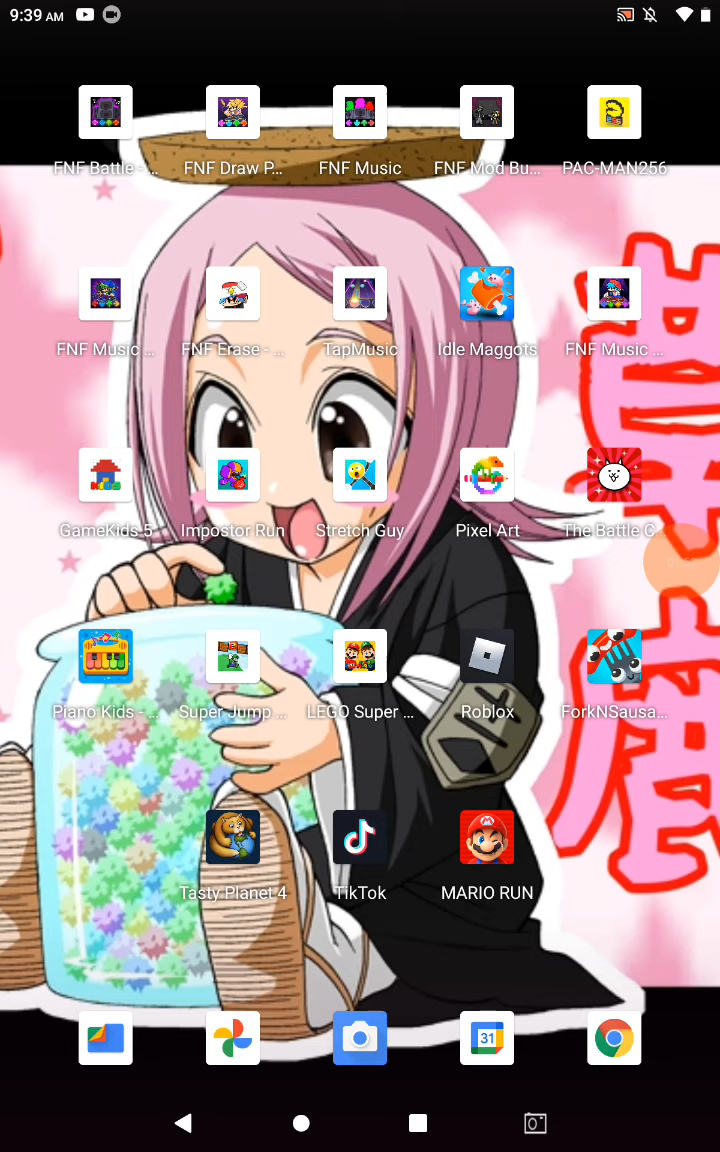 9:39 AM
FNF Battle - ...
FNF Draw P...
FNF Music
FNF Mod Bu...
PAC-MAN256
FNF Music ...
FNF Erase - ...
TapMusic
Idle Maggots
FNF Music ...
GameKids 5
Impostor Run
Stretch Guy
Pixel Art
The Battle C...
Piano Kids - ...
Super Jump ...
LEGO Super ...
Roblox
ForkNSausa...
Tasty Planet 4
TikTok
MARIO RUN
31